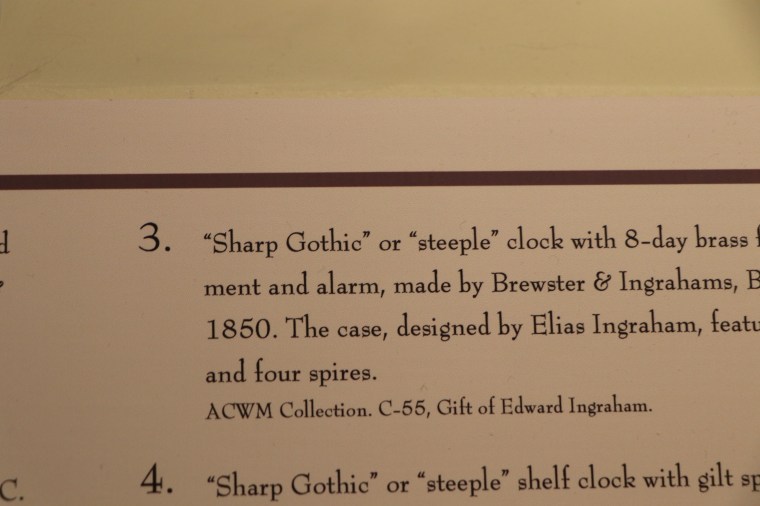 3. “Sharp Gothic” or “steeple” clock with 8-day brass
ment and alarm, made by Brewster & Ingrahams, B
1850. The case, designed by Elias Ingraham, featu
and four spires.
ACWM Collection. C-55, Gift of Edward Ingraham.
C.
4. “Sharp Gothic” or “steeple” shelf clock with gilt sp